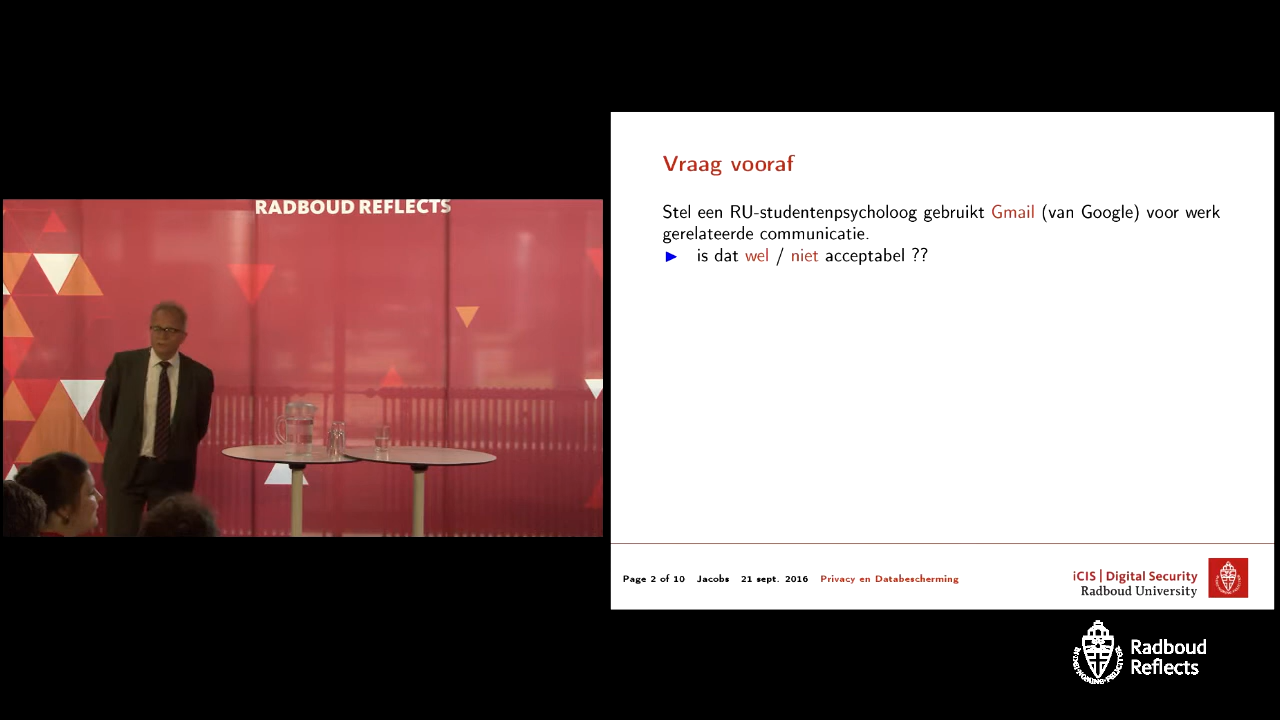 RADBOUD REFLECTS
Vraag vooraf
Stel een RU-studentenpsycholoog gebruikt Gmail (van Google) voor werk
gerelateerde communicatie.
► is dat wel / niet acceptabel ??
Page 2 of 10 Jacobs 21 sept. 2016 Privacy en Databescherming
iCIS | Digital Security
Radboud University
Radboud
Reflects